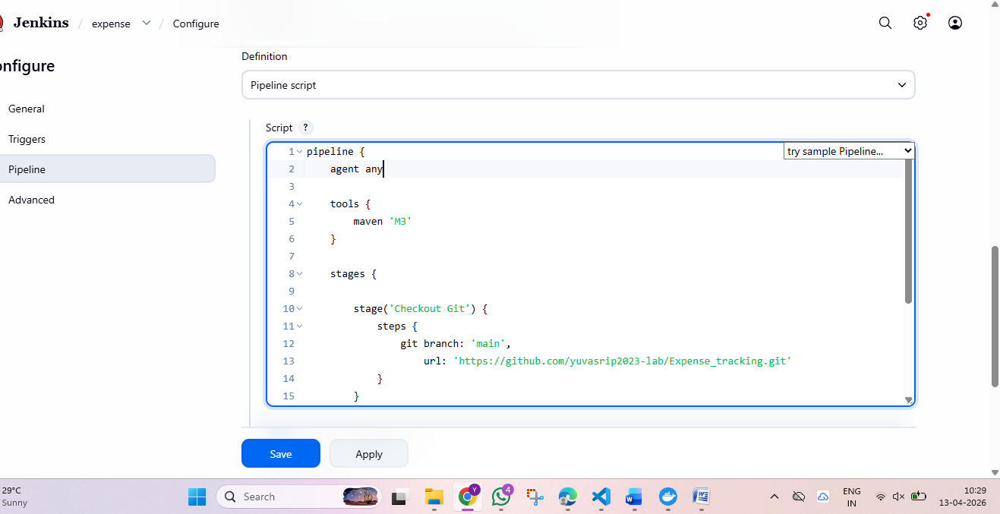 Jenkins / expense / Configure
onfigure
General
Triggers
Pipeline
Advanced
Definition
Pipeline script
Script ?
try sample Pipeline...
1 pipeline {
2     agent any
3
4     tools {
5         maven 'M3'
6     }
7
8     stages {
9
10         stage('Checkout Git') {
11             steps {
12                 git branch: 'main',
13                     url: 'https://github.com/yuvasrip2023-lab/Expense_tracking.git'
14             }
15         }
Save
Apply
29°C
Sunny
Search
Y
4
ENG
IN
10:29
13-04-2026